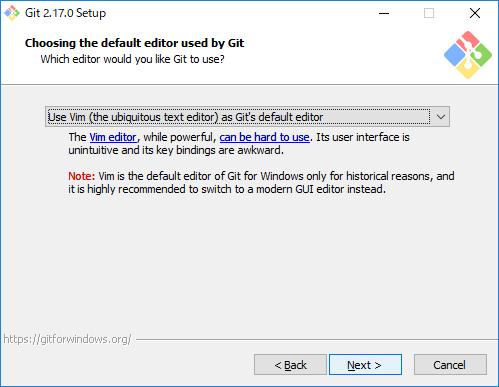 Git 2.17.0 Setup
Choosing the default editor used by Git
Which editor would you like Git to use?
Use Vim (the ubiquitous text editor) as Git's default editor
The Vim editor, while powerful, can be hard to use. Its user interface is
unintuitive and its key bindings are awkward.
Note: Vim is the default editor of Git for Windows only for historical reasons, and
it is highly recommended to switch to a modern GUI editor instead.
https://gitforwindows.org/
< Back
Next >
Cancel